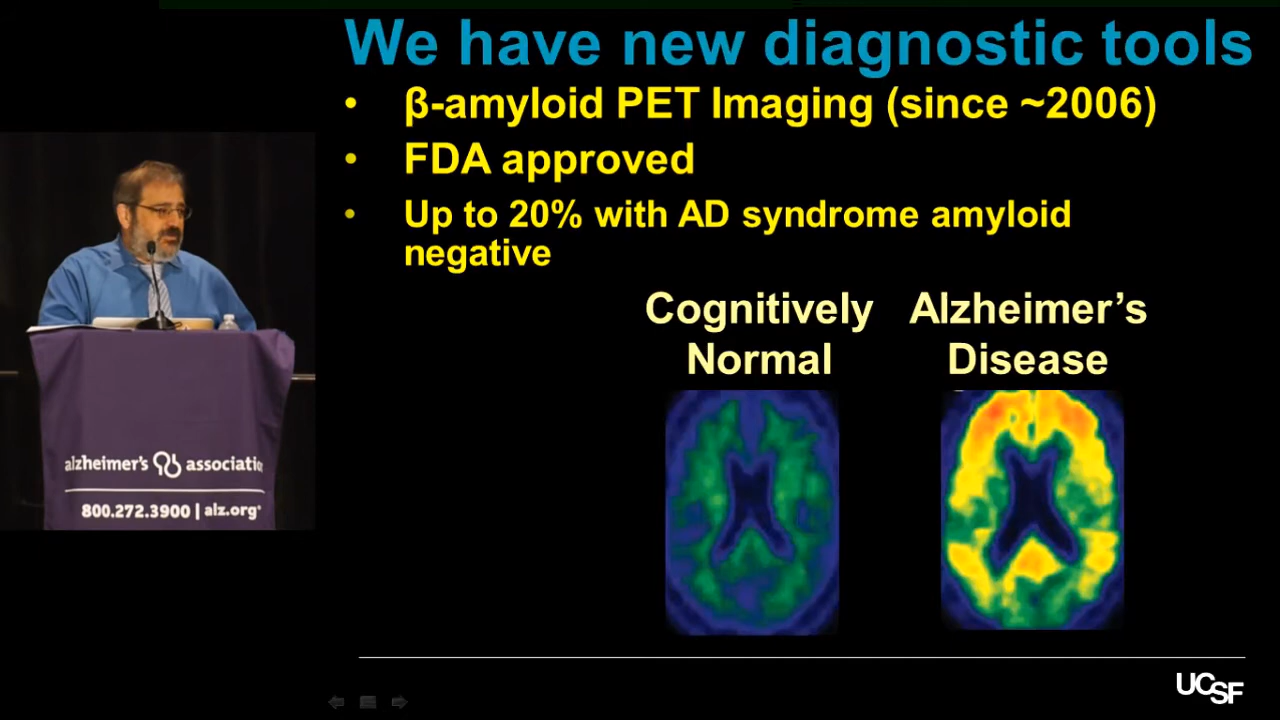 We have new diagnostic tools
• β-amyloid PET Imaging (since ~2006)
• FDA approved
• Up to 20% with AD syndrome amyloid
negative
Cognitively
Normal
Alzheimer’s
Disease
alzheimer's associatio
800.272.3900 | alz.org®
UCSF